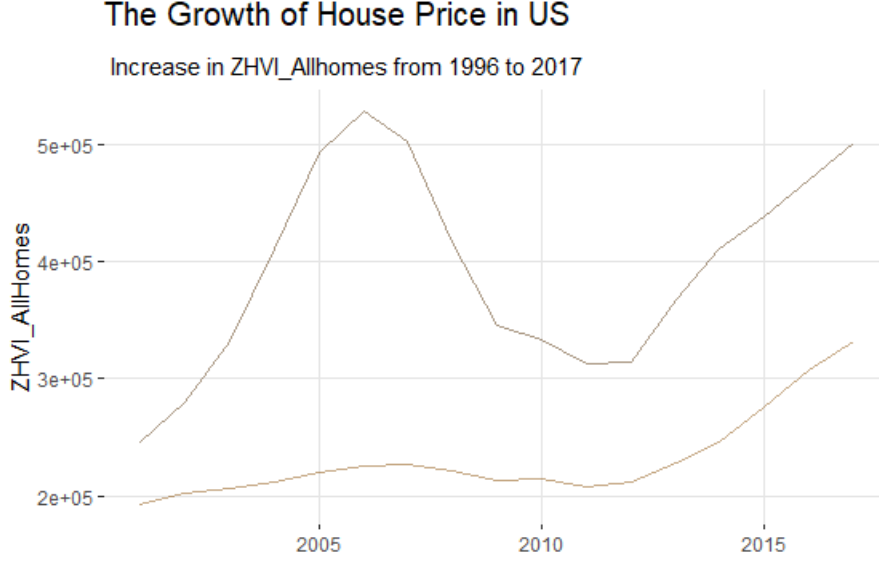 The Growth of House Price in US
Increase in ZHVI_Allhomes from 1996 to 2017
ZHVI_AllHomes
5e+05
4e+05
3e+05
2e+05
2005 2010 2015